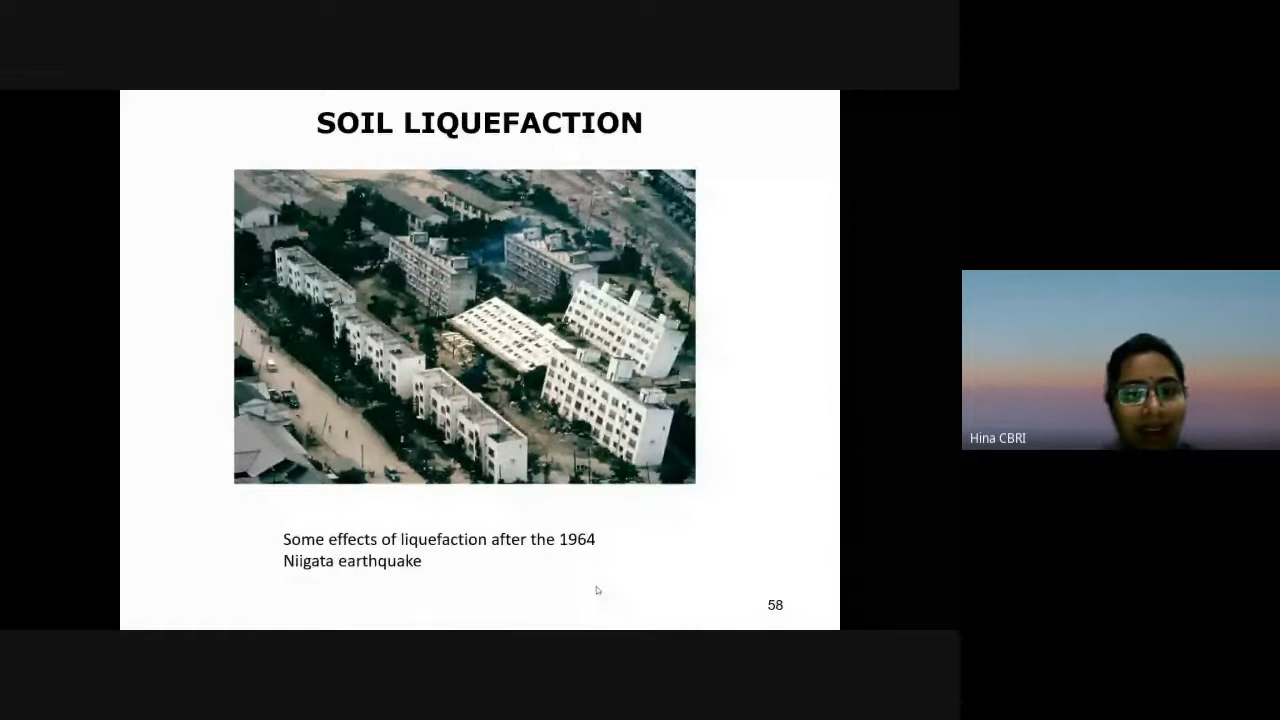 SOIL LIQUEFACTION
Some effects of liquefaction after the 1964
Niigata earthquake
58
Hina CBRI